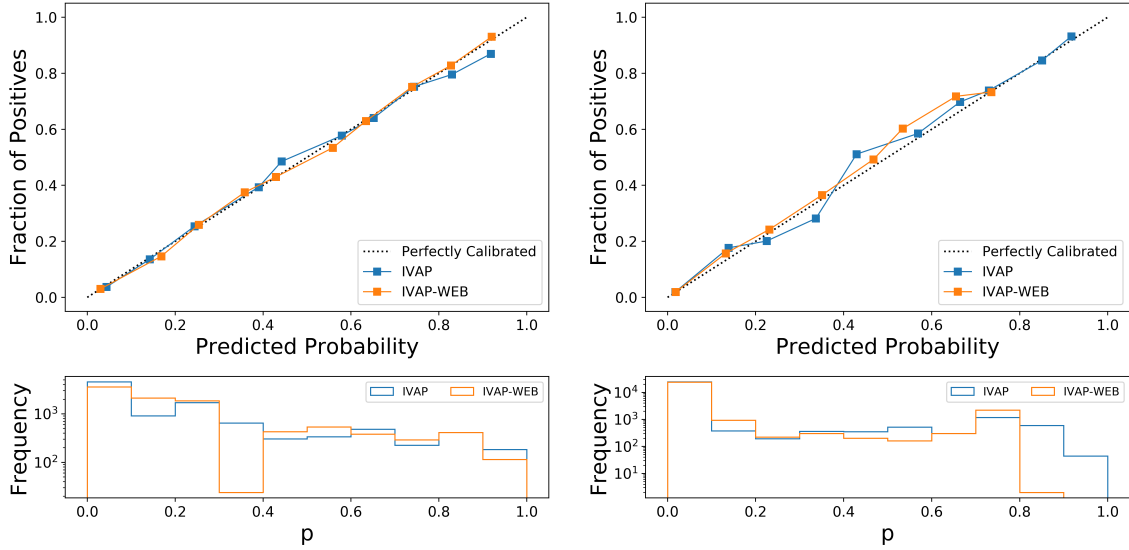 1.0
0.8
0.6
0.4
0.2
0.0
Fraction of Positives
Perfectly Calibrated
IVAP
IVAP-WEB
0.0 0.2 0.4 0.6 0.8 1.0
Predicted Probability
1.0
0.8
0.6
0.4
0.2
0.0
Fraction of Positives
Perfectly Calibrated
IVAP
IVAP-WEB
0.0 0.2 0.4 0.6 0.8 1.0
Predicted Probability
Frequency
10³
10²
IVAP IVAP-WEB
0.0 0.2 0.4 0.6 0.8 1.0
p
Frequency
10⁴
10³
10²
10¹
IVAP IVAP-WEB
0.0 0.2 0.4 0.6 0.8 1.0
p